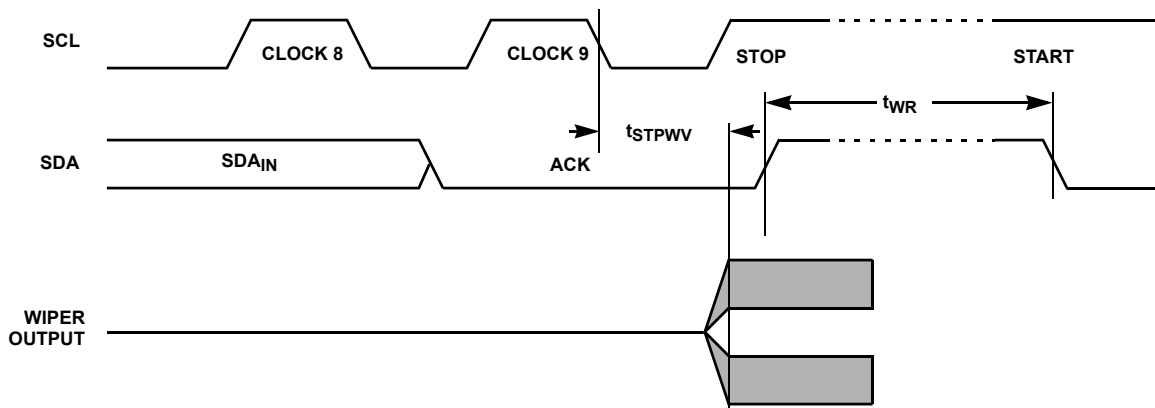 SCL
CLOCK 8
CLOCK 9
STOP
START
tWR
tSTPWV
SDA
SDAIN
ACK
WIPER
OUTPUT